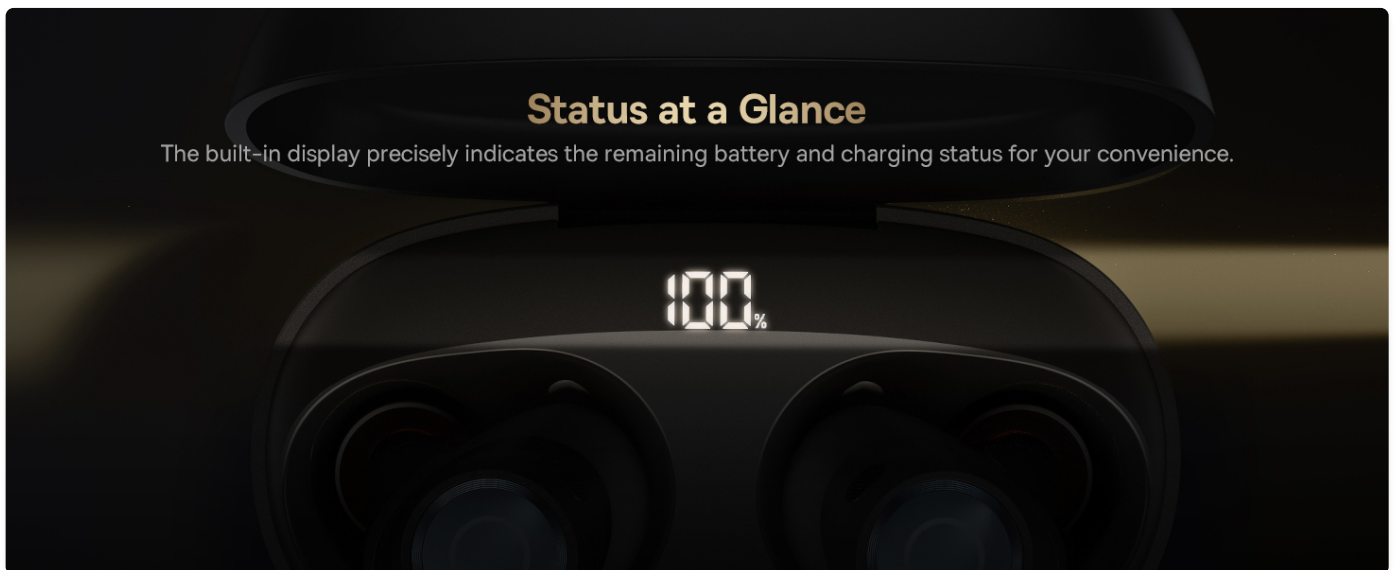 Status at a Glance
The built-in display precisely indicates the remaining battery and charging status for your convenience.
100%